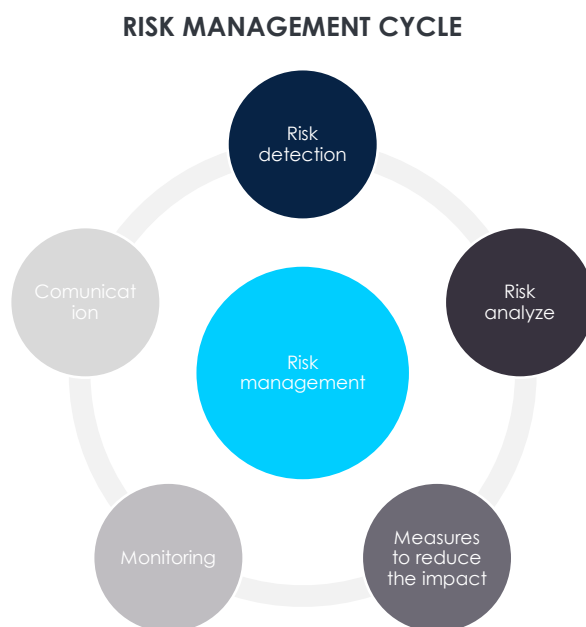 RISK MANAGEMENT CYCLE
Risk
detection
Risk
analyze
Measures
to reduce
the impact
Monitoring
Comunicat
ion
Risk
management